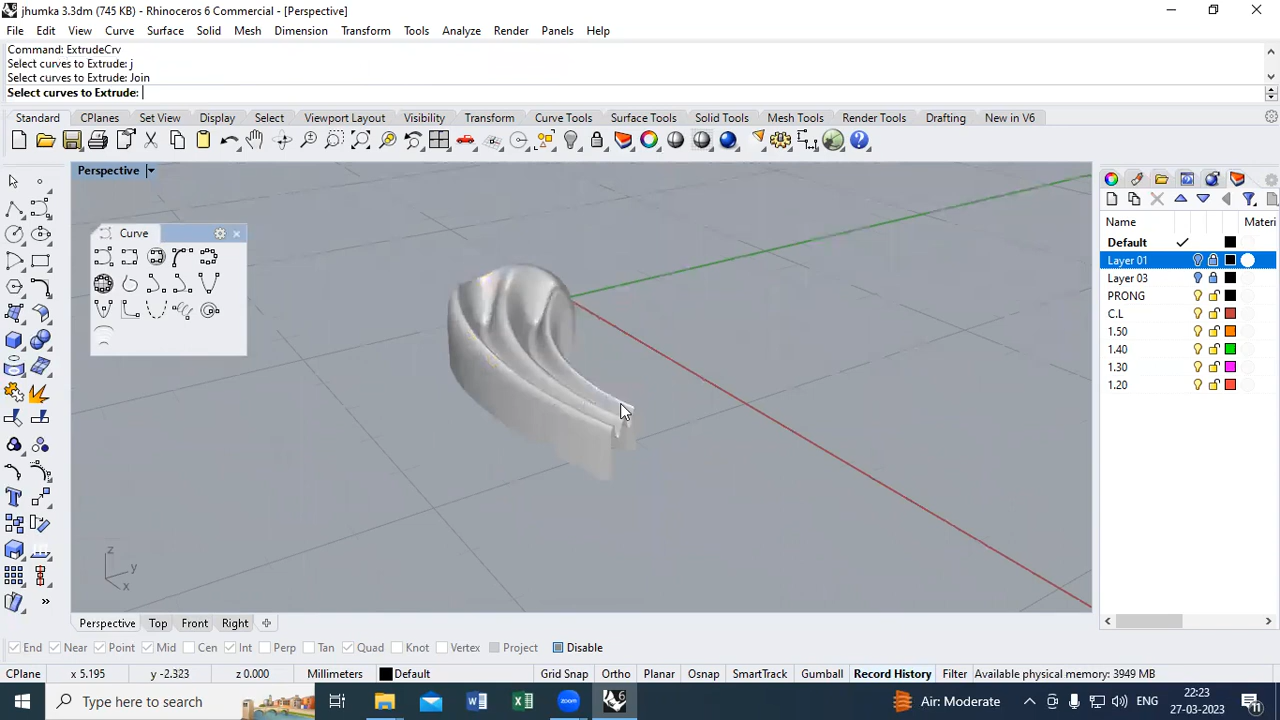 jhumka 3.3dm (745 KB) - Rhinoceros 6 Commercial - [Perspective]
File Edit View Curve Surface Solid Mesh Dimension Transform Tools Analyze Render Panels Help
Command: ExtrudeCrv
Select curves to Extrude: j
Select curves to Extrude: Join
Select curves to Extrude:
Standard CPlanes Set View Display Select Viewport Layout Visibility Transform Curve Tools Surface Tools Solid Tools Mesh Tools Render Tools Drafting New in V6
Perspective
Curve
Name Materi
Default
Layer 01
Layer 03
PRONG
C.L
1.50
1.40
1.30
1.20
z
y
x
Perspective Top Front Right
End Near Point Mid Cen Int Perp Tan Quad Knot Vertex Project Disable
CPlane x 5.195 y -2.323 z 0.000 Millimeters Default Grid Snap Ortho Planar Osnap SmartTrack Gumball Record History Filter Available physical memory: 3949 MB
Type here to search
Air: Moderate
ENG
22:23
27-03-2023
11